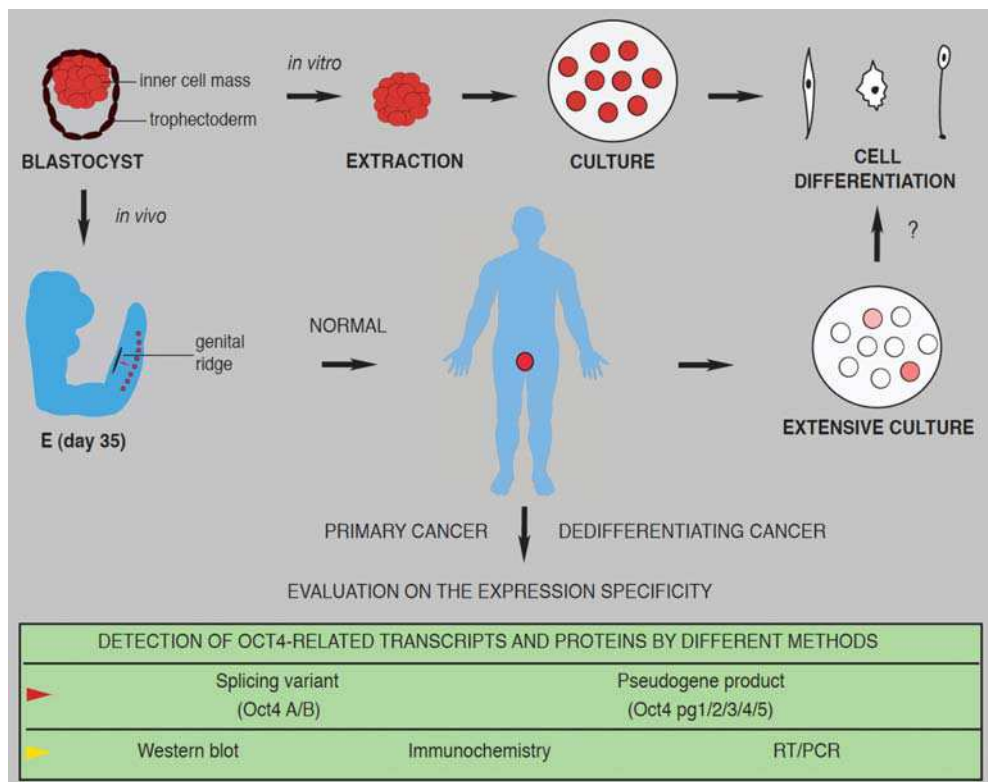 in vitro
inner cell mass
trophectoderm
BLASTOCYST
EXTRACTION
CULTURE
CELL
DIFFERENTIATION
in vivo
?
genital
ridge
NORMAL
E (day 35)
EXTENSIVE CULTURE
PRIMARY CANCER
DEDIFFERENTIATING CANCER
EVALUATION ON THE EXPRESSION SPECIFICITY
DETECTION OF OCT4-RELATED TRANSCRIPTS AND PROTEINS BY DIFFERENT METHODS
Splicing variant
(Oct4 A/B)
Pseudogene product
(Oct4 pg1/2/3/4/5)
Western blot
Immunochemistry
RT/PCR